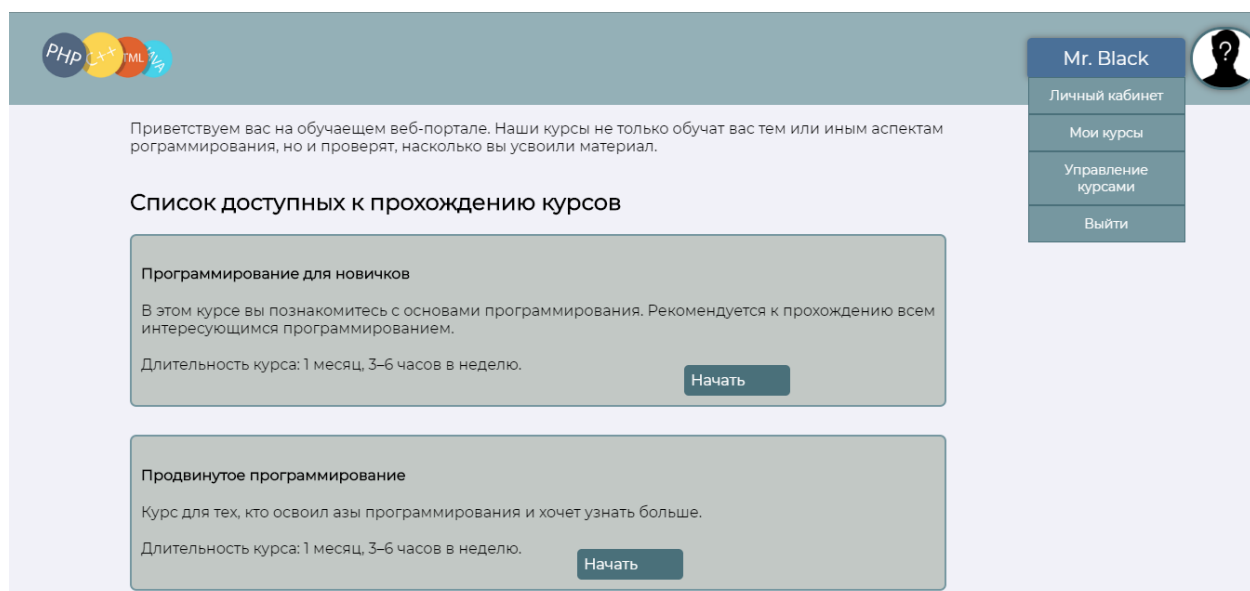 PHP C++ TML JAVA
Mr. Black
Личный кабинет
Мои курсы
Управление
курсами
Выйти
Приветствуем вас на обучаещем веб-портале. Наши курсы не только обучат вас тем или иным аспектам
рограммирования, но и проверят, насколько вы усвоили материал.
Список доступных к прохождению курсов
Программирование для новичков
В этом курсе вы познакомитесь с основами программирования. Рекомендуется к прохождению всем
интересующимся программированием.
Длительность курса: 1 месяц, 3–6 часов в неделю.
Начать
Продвинутое программирование
Курс для тех, кто освоил азы программирования и хочет узнать больше.
Длительность курса: 1 месяц, 3–6 часов в неделю.
Начать